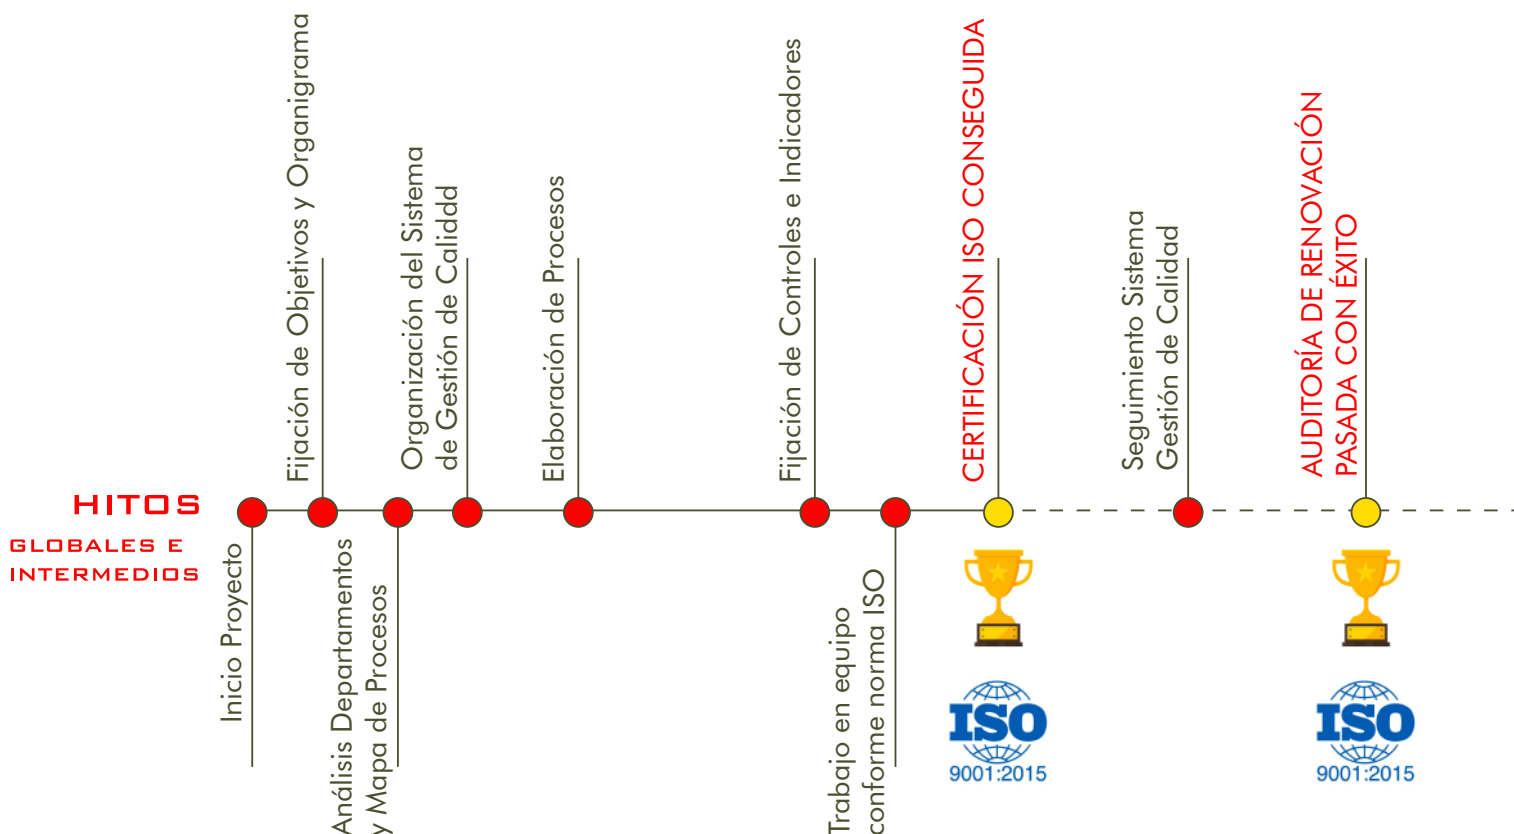 HITOS
GLOBALES E
INTERMEDIOS
Inicio Proyecto
Fijación de Objetivos y Organigrama
Análisis Departamentos
y Mapa de Procesos
Organización del Sistema
de Gestión de Caliddd
Elaboración de Procesos
Fijación de Controles e Indicadores
Trabajo en equipo
conforme norma ISO
CERTIFICACIÓN ISO CONSEGUIDA
ISO
9001:2015
Seguimiento Sistema
Gestión de Calidad
AUDITORÍA DE RENOVACIÓN
PASADA CON ÉXITO
ISO
9001:2015